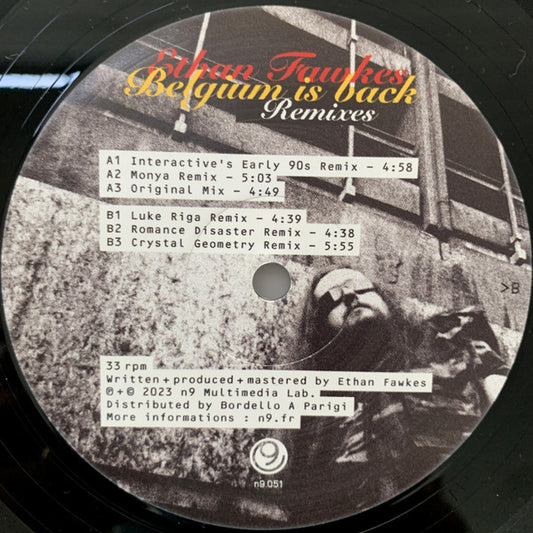 Ethan Fawkes
Belgium is back
Remixes
A1 Interactive's Early 90s Remix – 4:58
A2 Monya Remix – 5:03
A3 Original Mix – 4:49
B1 Luke Riga Remix – 4:39
B2 Romance Disaster Remix – 4:38
B3 Crystal Geometry Remix – 5:55
>B
33 rpm
Written+produced+mastered by Ethan Fawkes
℗+© 2023 n9 Multimedia Lab.
Distributed by Bordello A Parigi
More informations : n9.fr
n9
n9.051